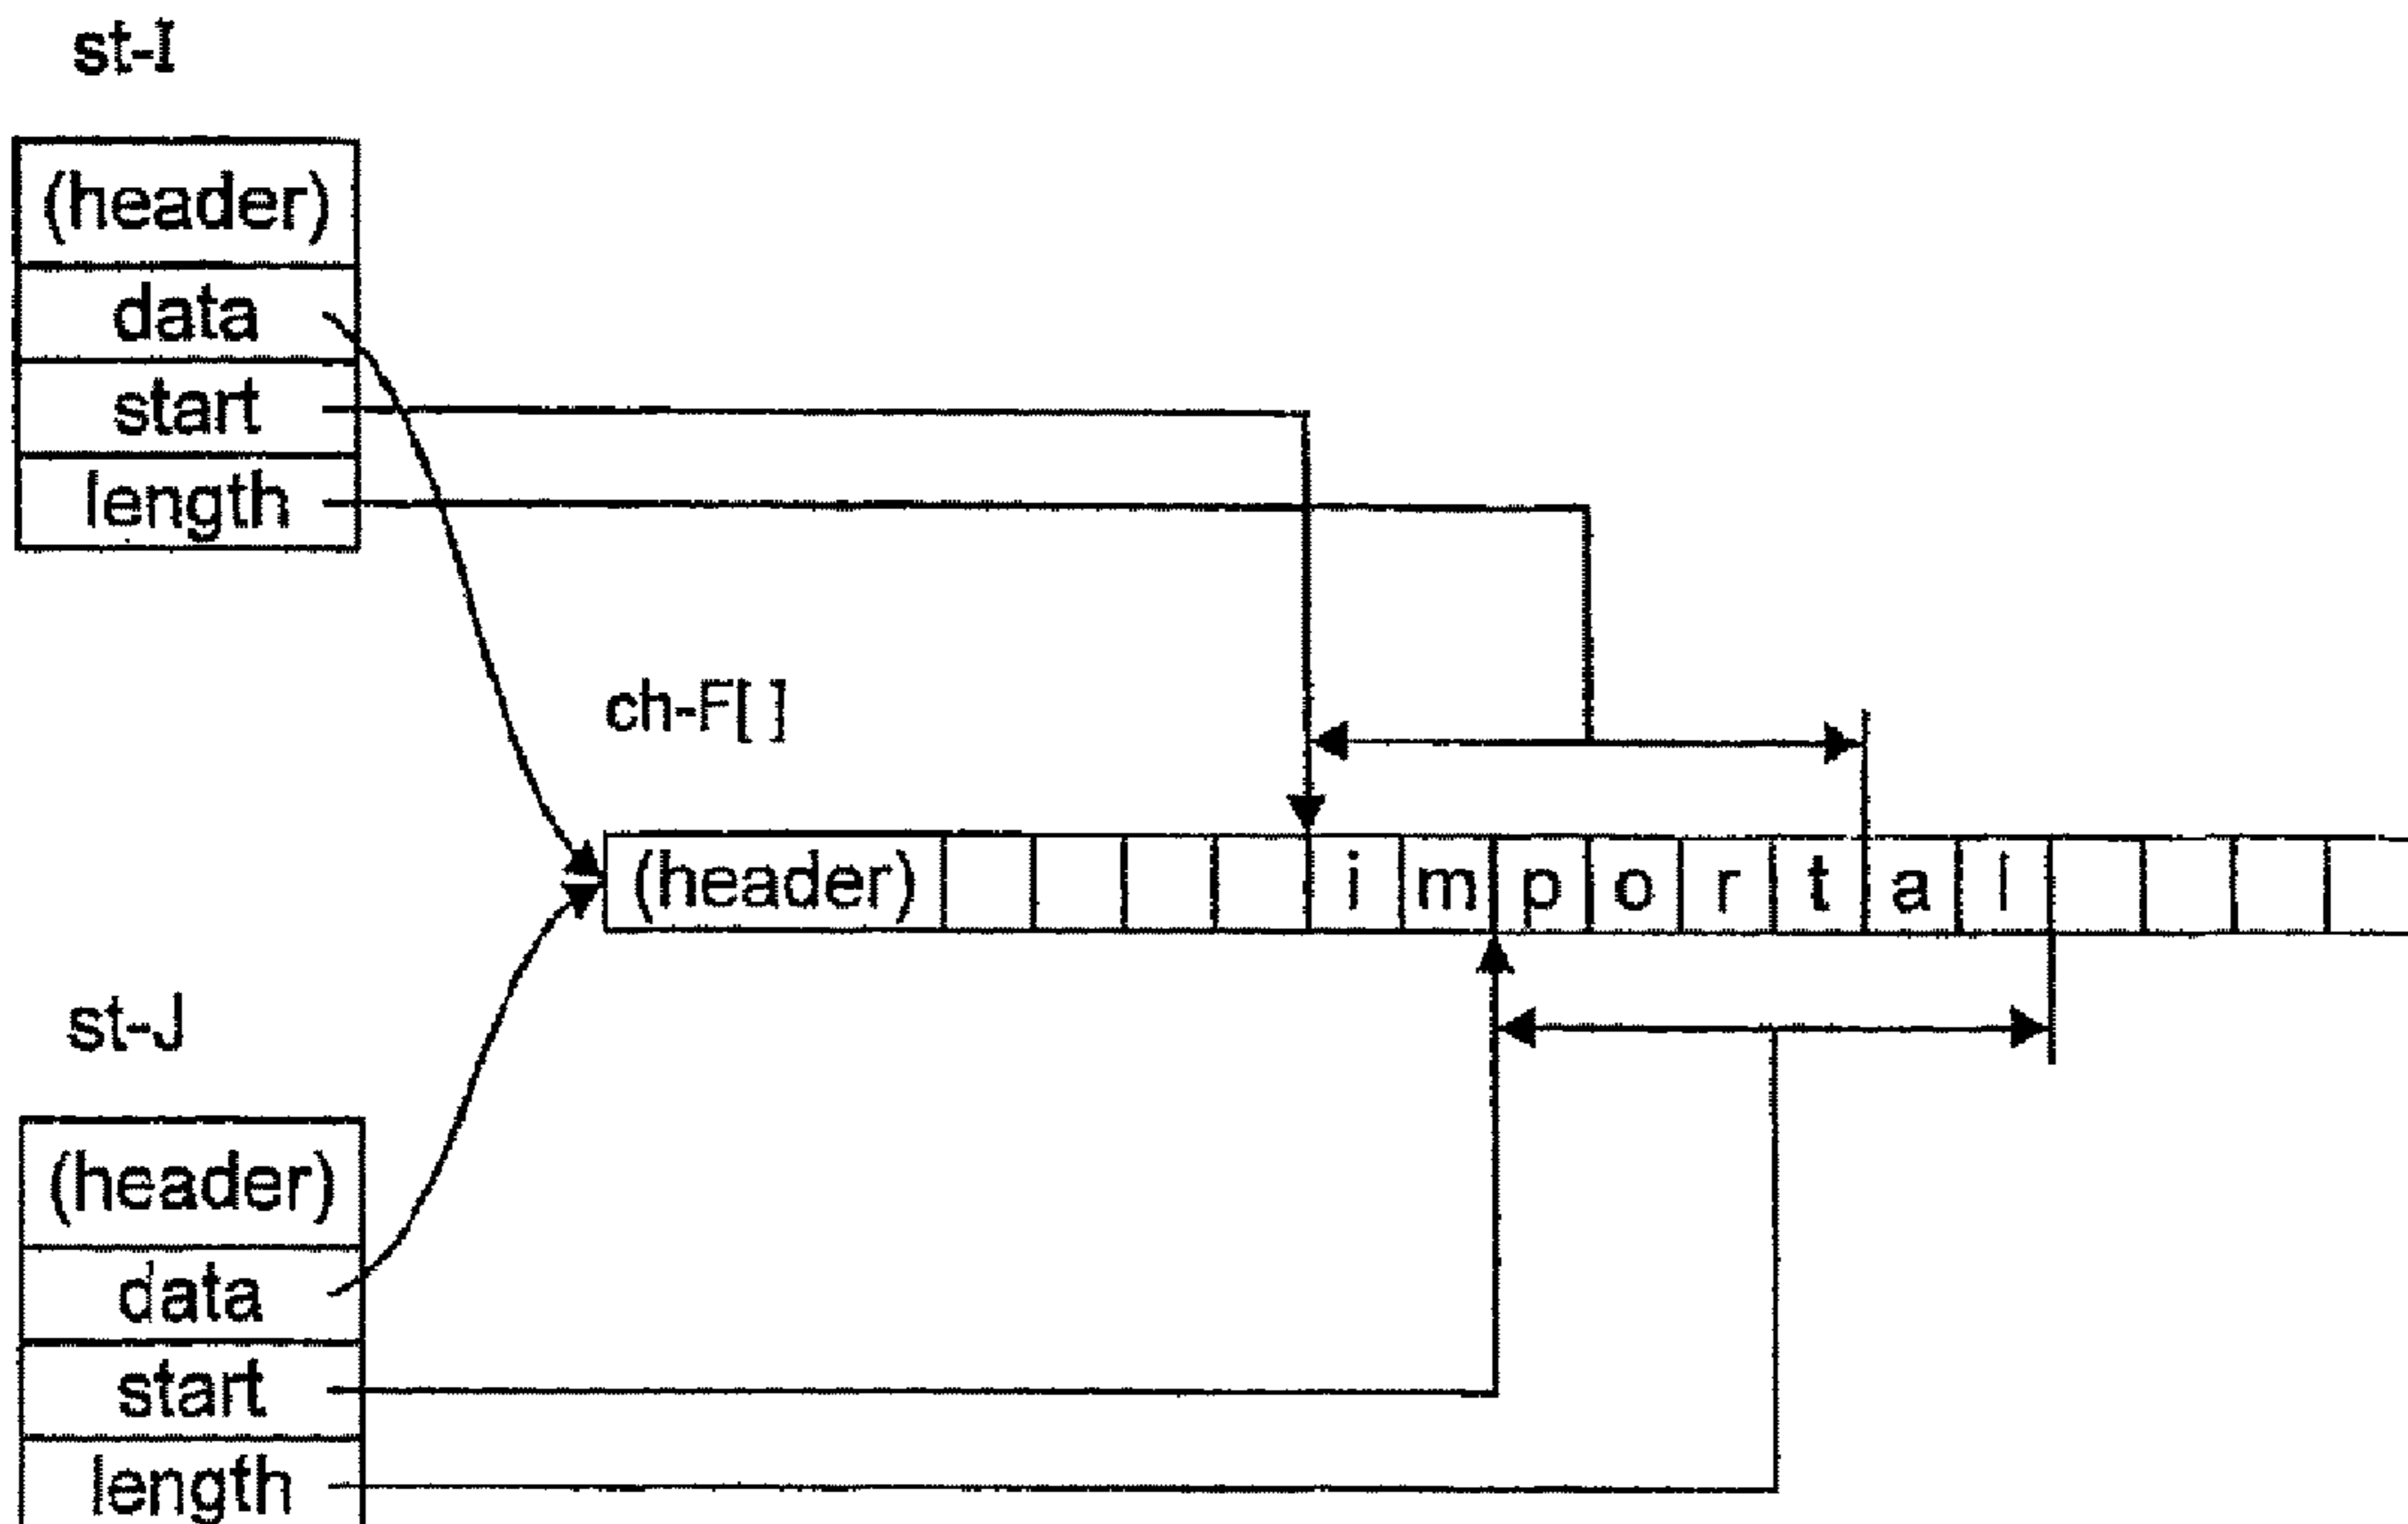 st-I
(header)
data
start
length
ch-F[ ]
(header) i m p o r t a l
st-J
(header)
data
start
length